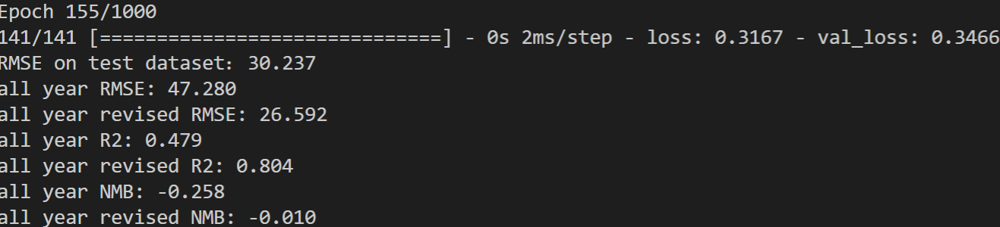 Epoch 155/1000
141/141 [==============================] - 0s 2ms/step - loss: 0.3167 - val_loss: 0.3466
RMSE on test dataset: 30.237
all year RMSE: 47.280
all year revised RMSE: 26.592
all year R2: 0.479
all year revised R2: 0.804
all year NMB: -0.258
all year revised NMB: -0.010